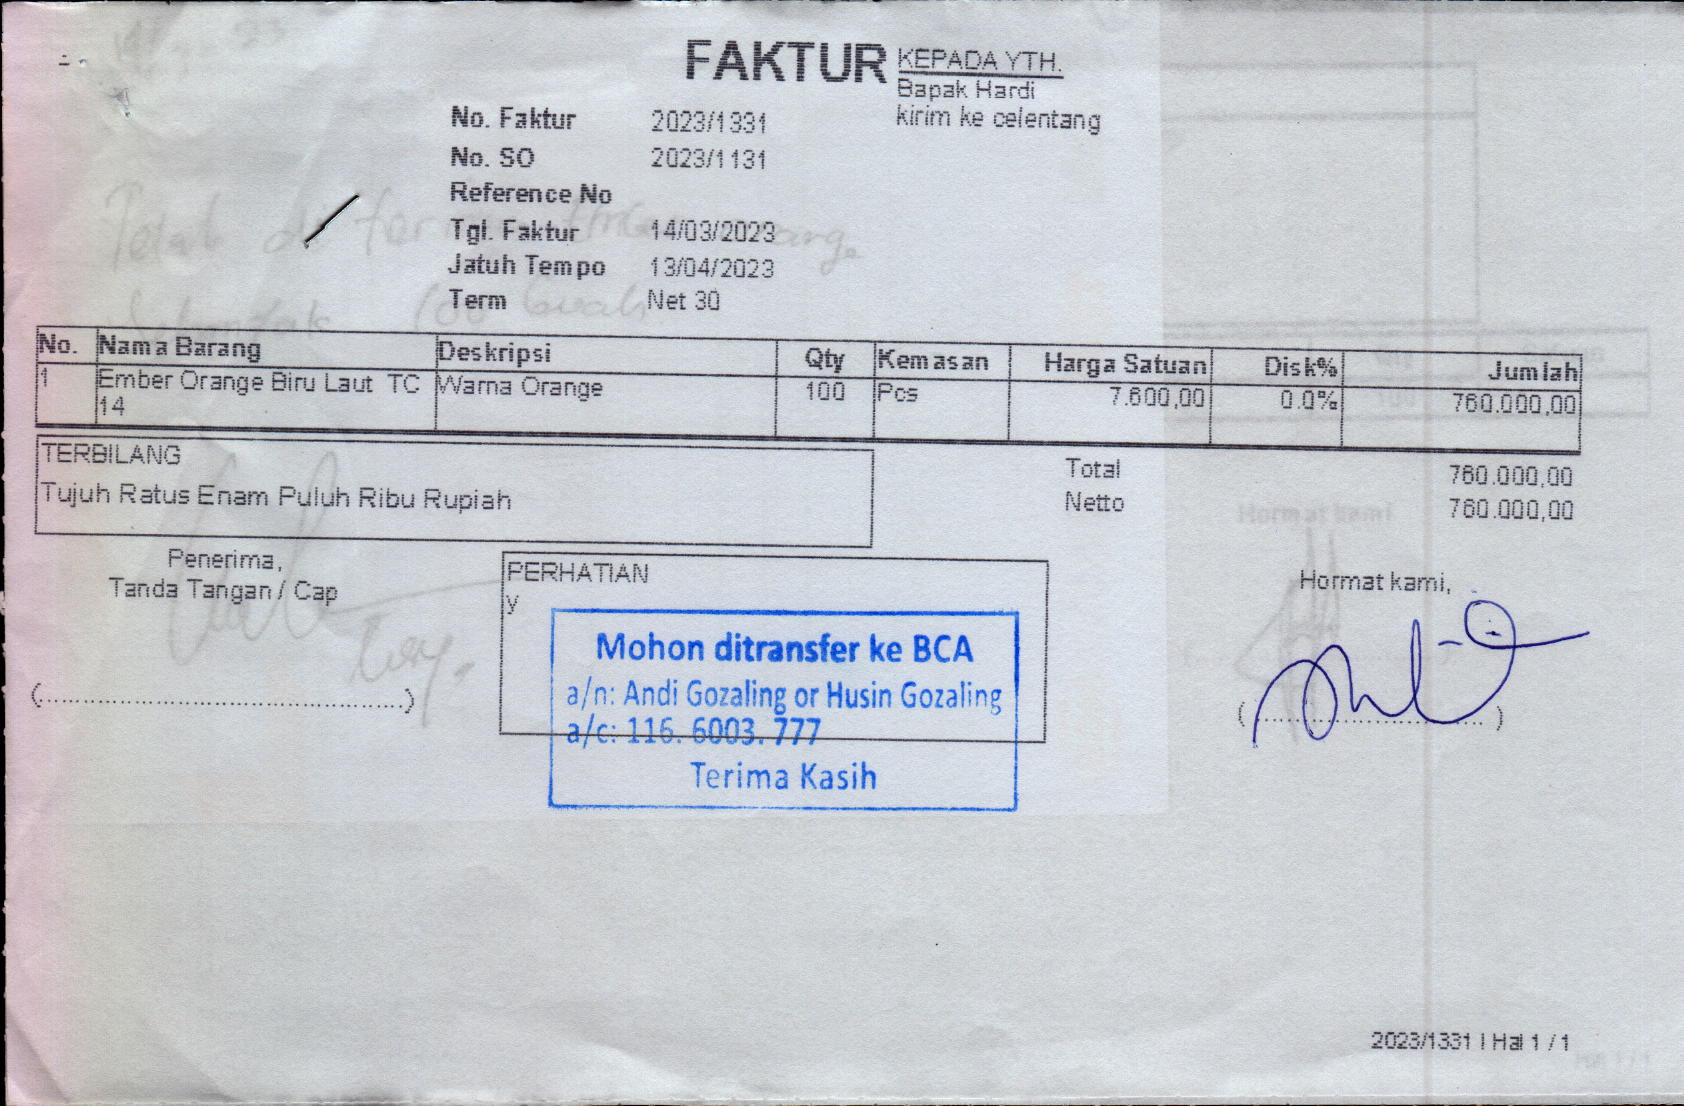 FAKTUR
KEPADA YTH.
Bapak Hardi
kirim ke celentang
No. Faktur 2023/1331
No. SO 2023/1131
Reference No
Tgl. Faktur 14/03/2023
Jatuh Tempo 13/04/2023
Term Net 30
Telah di terima
100 buah
No. Nama Barang Deskripsi Qty Kemasan Harga Satuan Disk% Jumlah
1 Ember Orange Biru Laut TC Warna Orange 100 Pcs 7.600,00 0.0% 760.000,00
14
TERBILANG
Tujuh Ratus Enam Puluh Ribu Rupiah
Total 760.000,00
Netto 760.000,00
Penerima,
Tanda Tangan / Cap
(..........)
PERHATIAN
y
Mohon ditransfer ke BCA
a/n: Andi Gozaling or Husin Gozaling
a/c: 116. 6003. 777
Terima Kasih
Hormat kami,
(..........)
2023/1331 | Hal 1 / 1